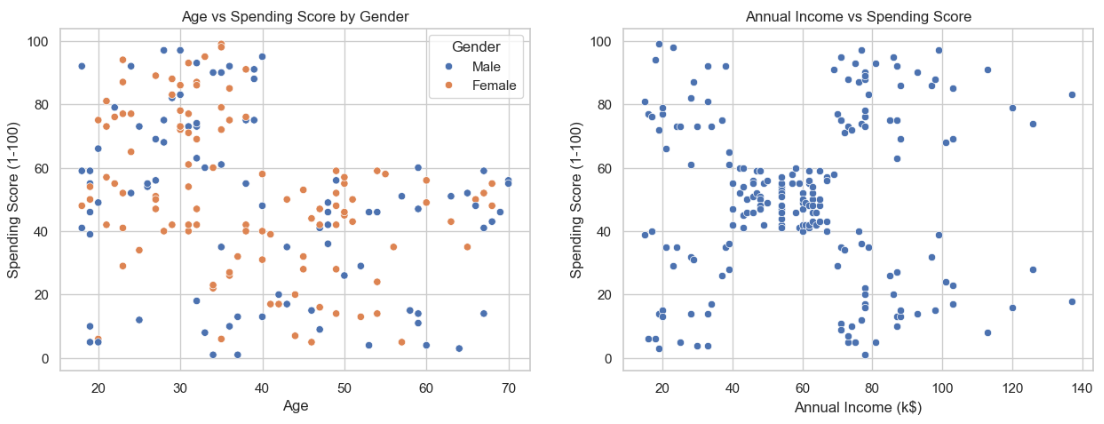 Age vs Spending Score by Gender
Spending Score (1-100)
100
80
60
40
20
0
Gender
Male
Female
20 30 40 50 60 70
Age
Annual Income vs Spending Score
Spending Score (1-100)
100
80
60
40
20
0
20 40 60 80 100 120 140
Annual Income (k$)